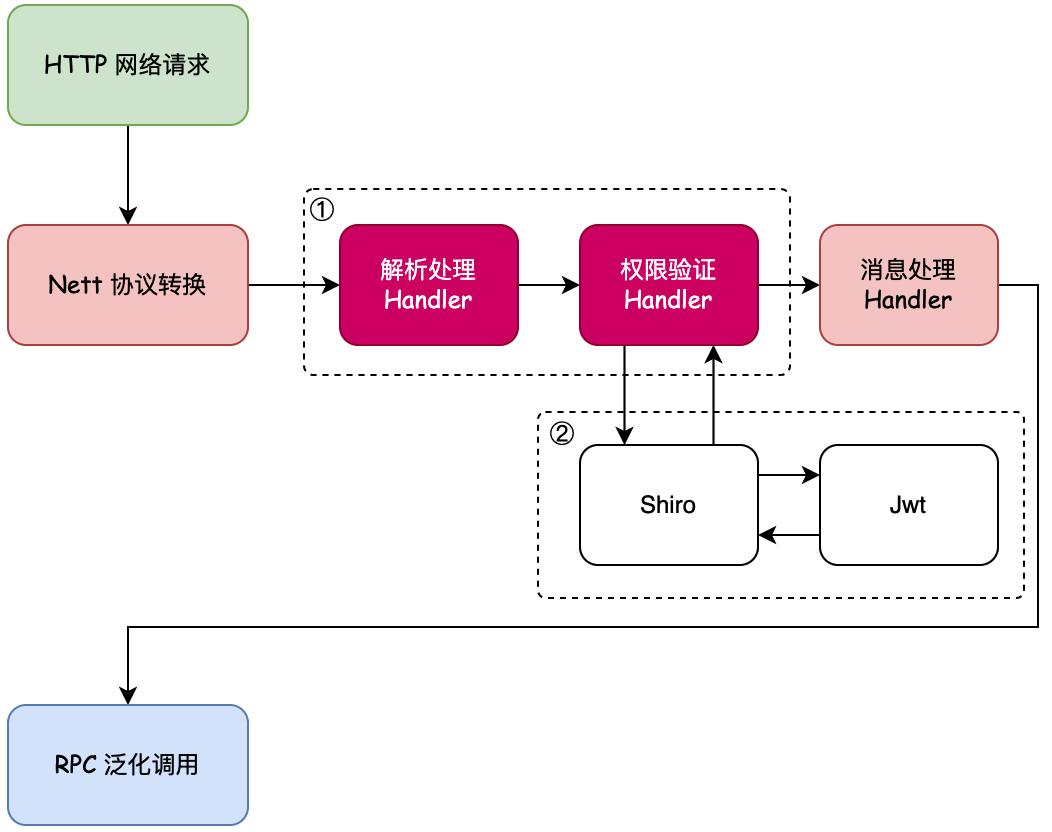 HTTP 网络请求
①
Nett 协议转换
解析处理
Handler
权限验证
Handler
消息处理
Handler
②
Shiro
Jwt
RPC 泛化调用